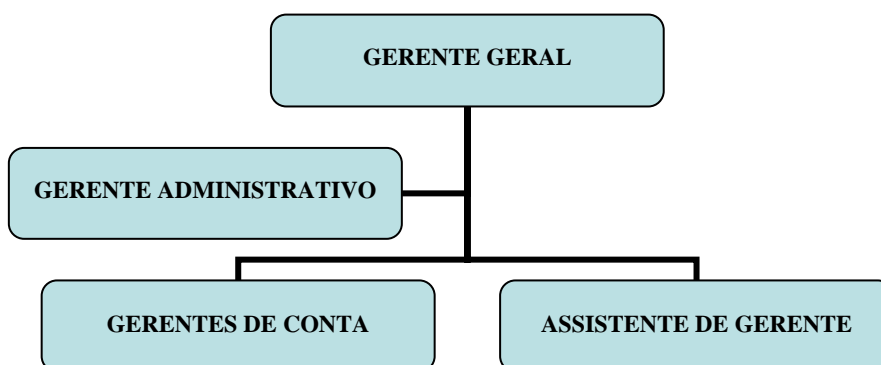 GERENTE GERAL
GERENTE ADMINISTRATIVO
GERENTES DE CONTA
ASSISTENTE DE GERENTE